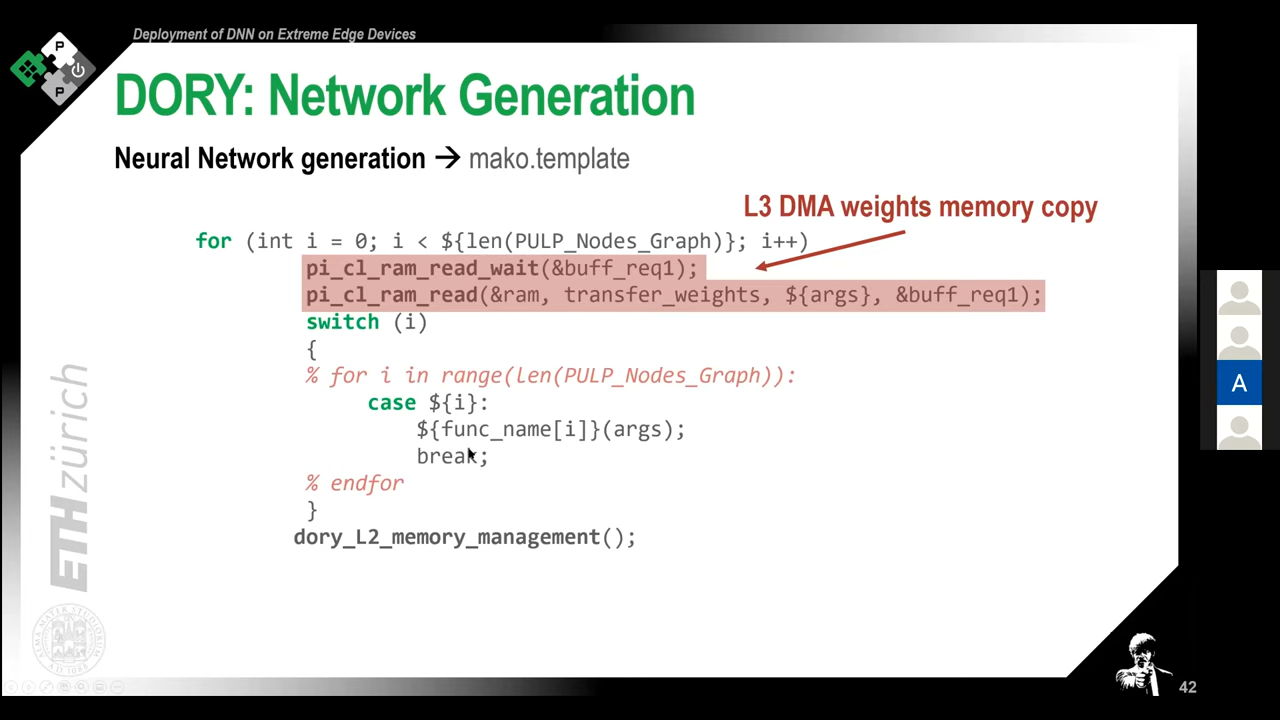 Deployment of DNN on Extreme Edge Devices
P
P
DORY: Network Generation
Neural Network generation → mako.template
L3 DMA weights memory copy
for (int i = 0; i < ${len(PULP_Nodes_Graph)}; i++)
pi_cl_ram_read_wait(&buff_req1);
pi_cl_ram_read(&ram, transfer_weights, ${args}, &buff_req1);
switch (i)
{
% for i in range(len(PULP_Nodes_Graph)):
case ${i}:
${func_name[i]}(args);
break;
% endfor
}
dory_L2_memory_management();
ETH zürich
A
42